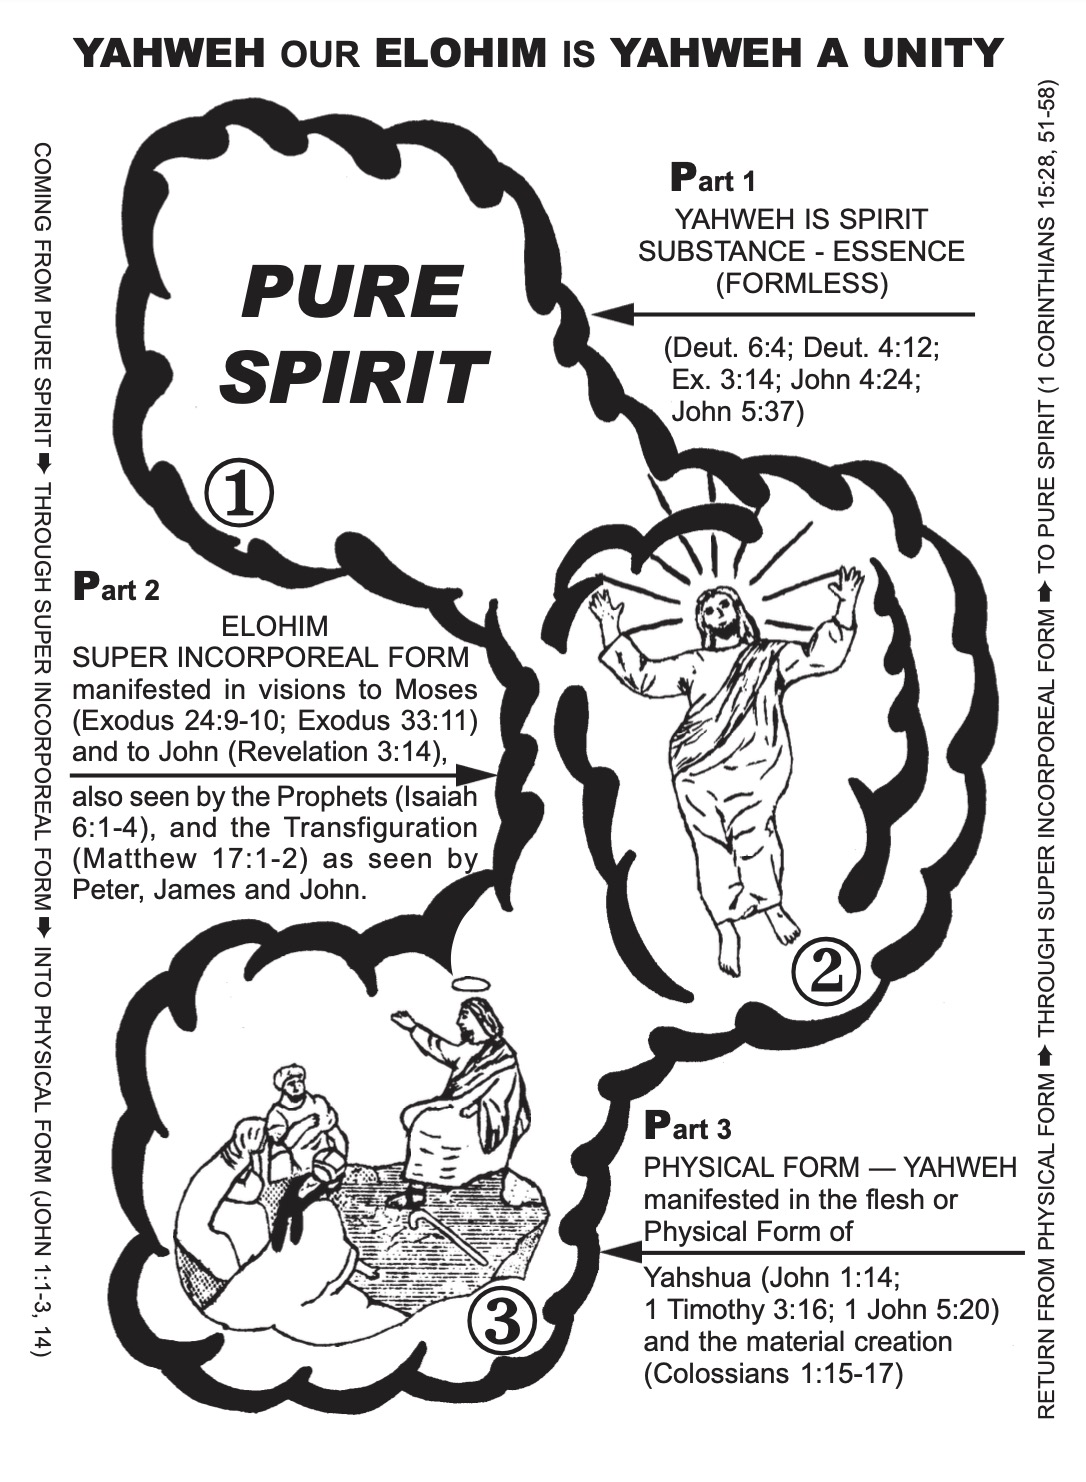 YAHWEH OUR ELOHIM IS YAHWEH A UNITY
COMING FROM PURE SPIRIT ➡ THROUGH SUPER INCORPOREAL FORM ➡ INTO PHYSICAL FORM (JOHN 1:1-3, 14)
PURE
SPIRIT
1
Part 1
YAHWEH IS SPIRIT
SUBSTANCE - ESSENCE
(FORMLESS)
(Deut. 6:4; Deut. 4:12;
Ex. 3:14; John 4:24;
John 5:37)
Part 2
ELOHIM
SUPER INCORPOREAL FORM
manifested in visions to Moses
(Exodus 24:9-10; Exodus 33:11)
and to John (Revelation 3:14),
also seen by the Prophets (Isaiah
6:1-4), and the Transfiguration
(Matthew 17:1-2) as seen by
Peter, James and John.
2
Part 3
PHYSICAL FORM — YAHWEH
manifested in the flesh or
Physical Form of
Yahshua (John 1:14;
1 Timothy 3:16; 1 John 5:20)
and the material creation
(Colossians 1:15-17)
3
RETURN FROM PHYSICAL FORM ➡ THROUGH SUPER INCORPOREAL FORM ➡ TO PURE SPIRIT (1 CORINTHIANS 15:28, 51-58)